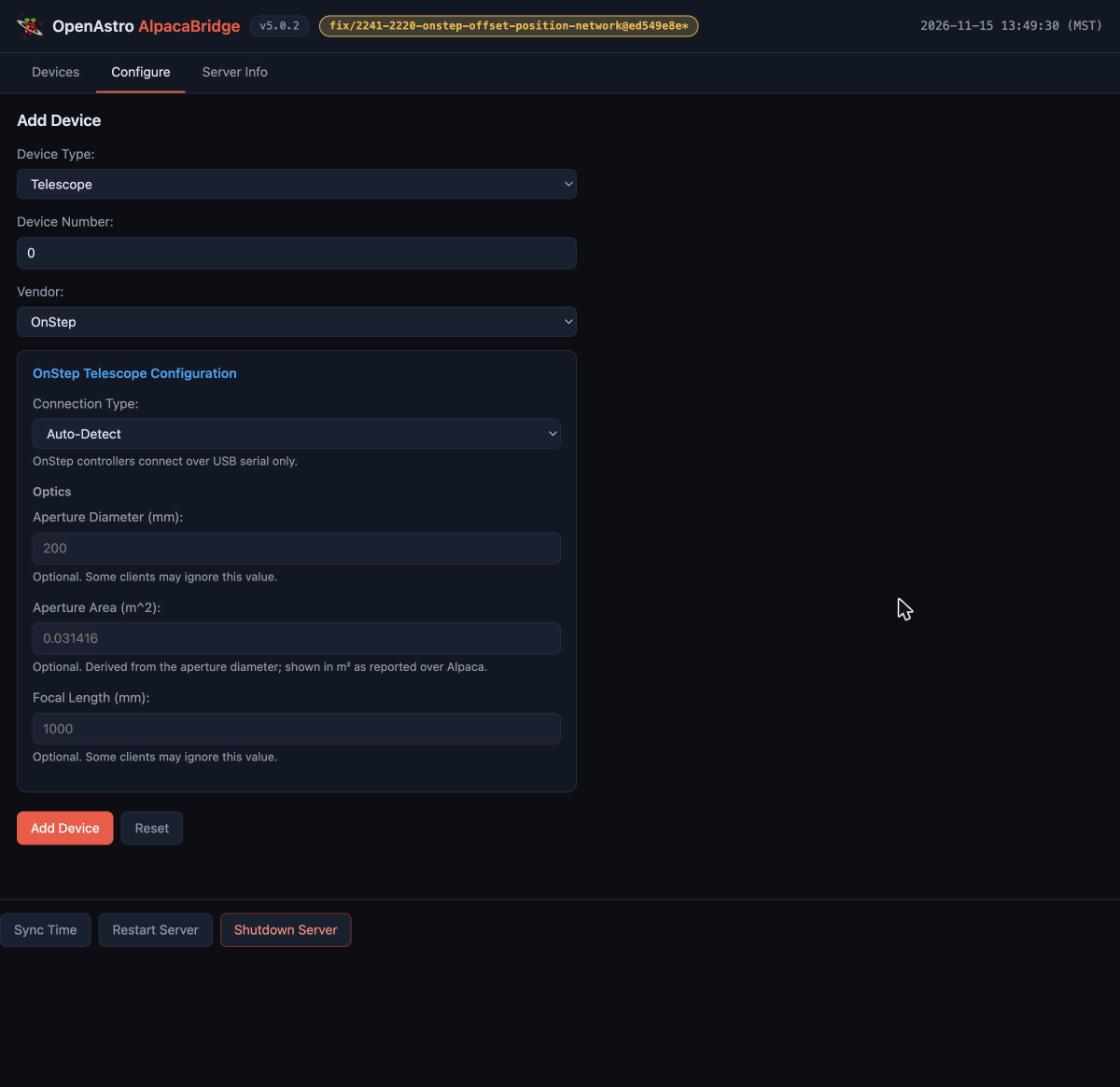 OpenAstro AlpacaBridge v5.0.2 fix/2241-2220-onstep-offset-position-network@ed549e8e* 2026-11-15 13:49:30 (MST)
Devices Configure Server Info
Add Device
Device Type:
Telescope
Device Number:
0
Vendor:
OnStep
OnStep Telescope Configuration
Connection Type:
Auto-Detect
OnStep controllers connect over USB serial only.
Optics
Aperture Diameter (mm):
200
Optional. Some clients may ignore this value.
Aperture Area (m^2):
0.031416
Optional. Derived from the aperture diameter; shown in m² as reported over Alpaca.
Focal Length (mm):
1000
Optional. Some clients may ignore this value.
Add Device Reset
Sync Time Restart Server Shutdown Server